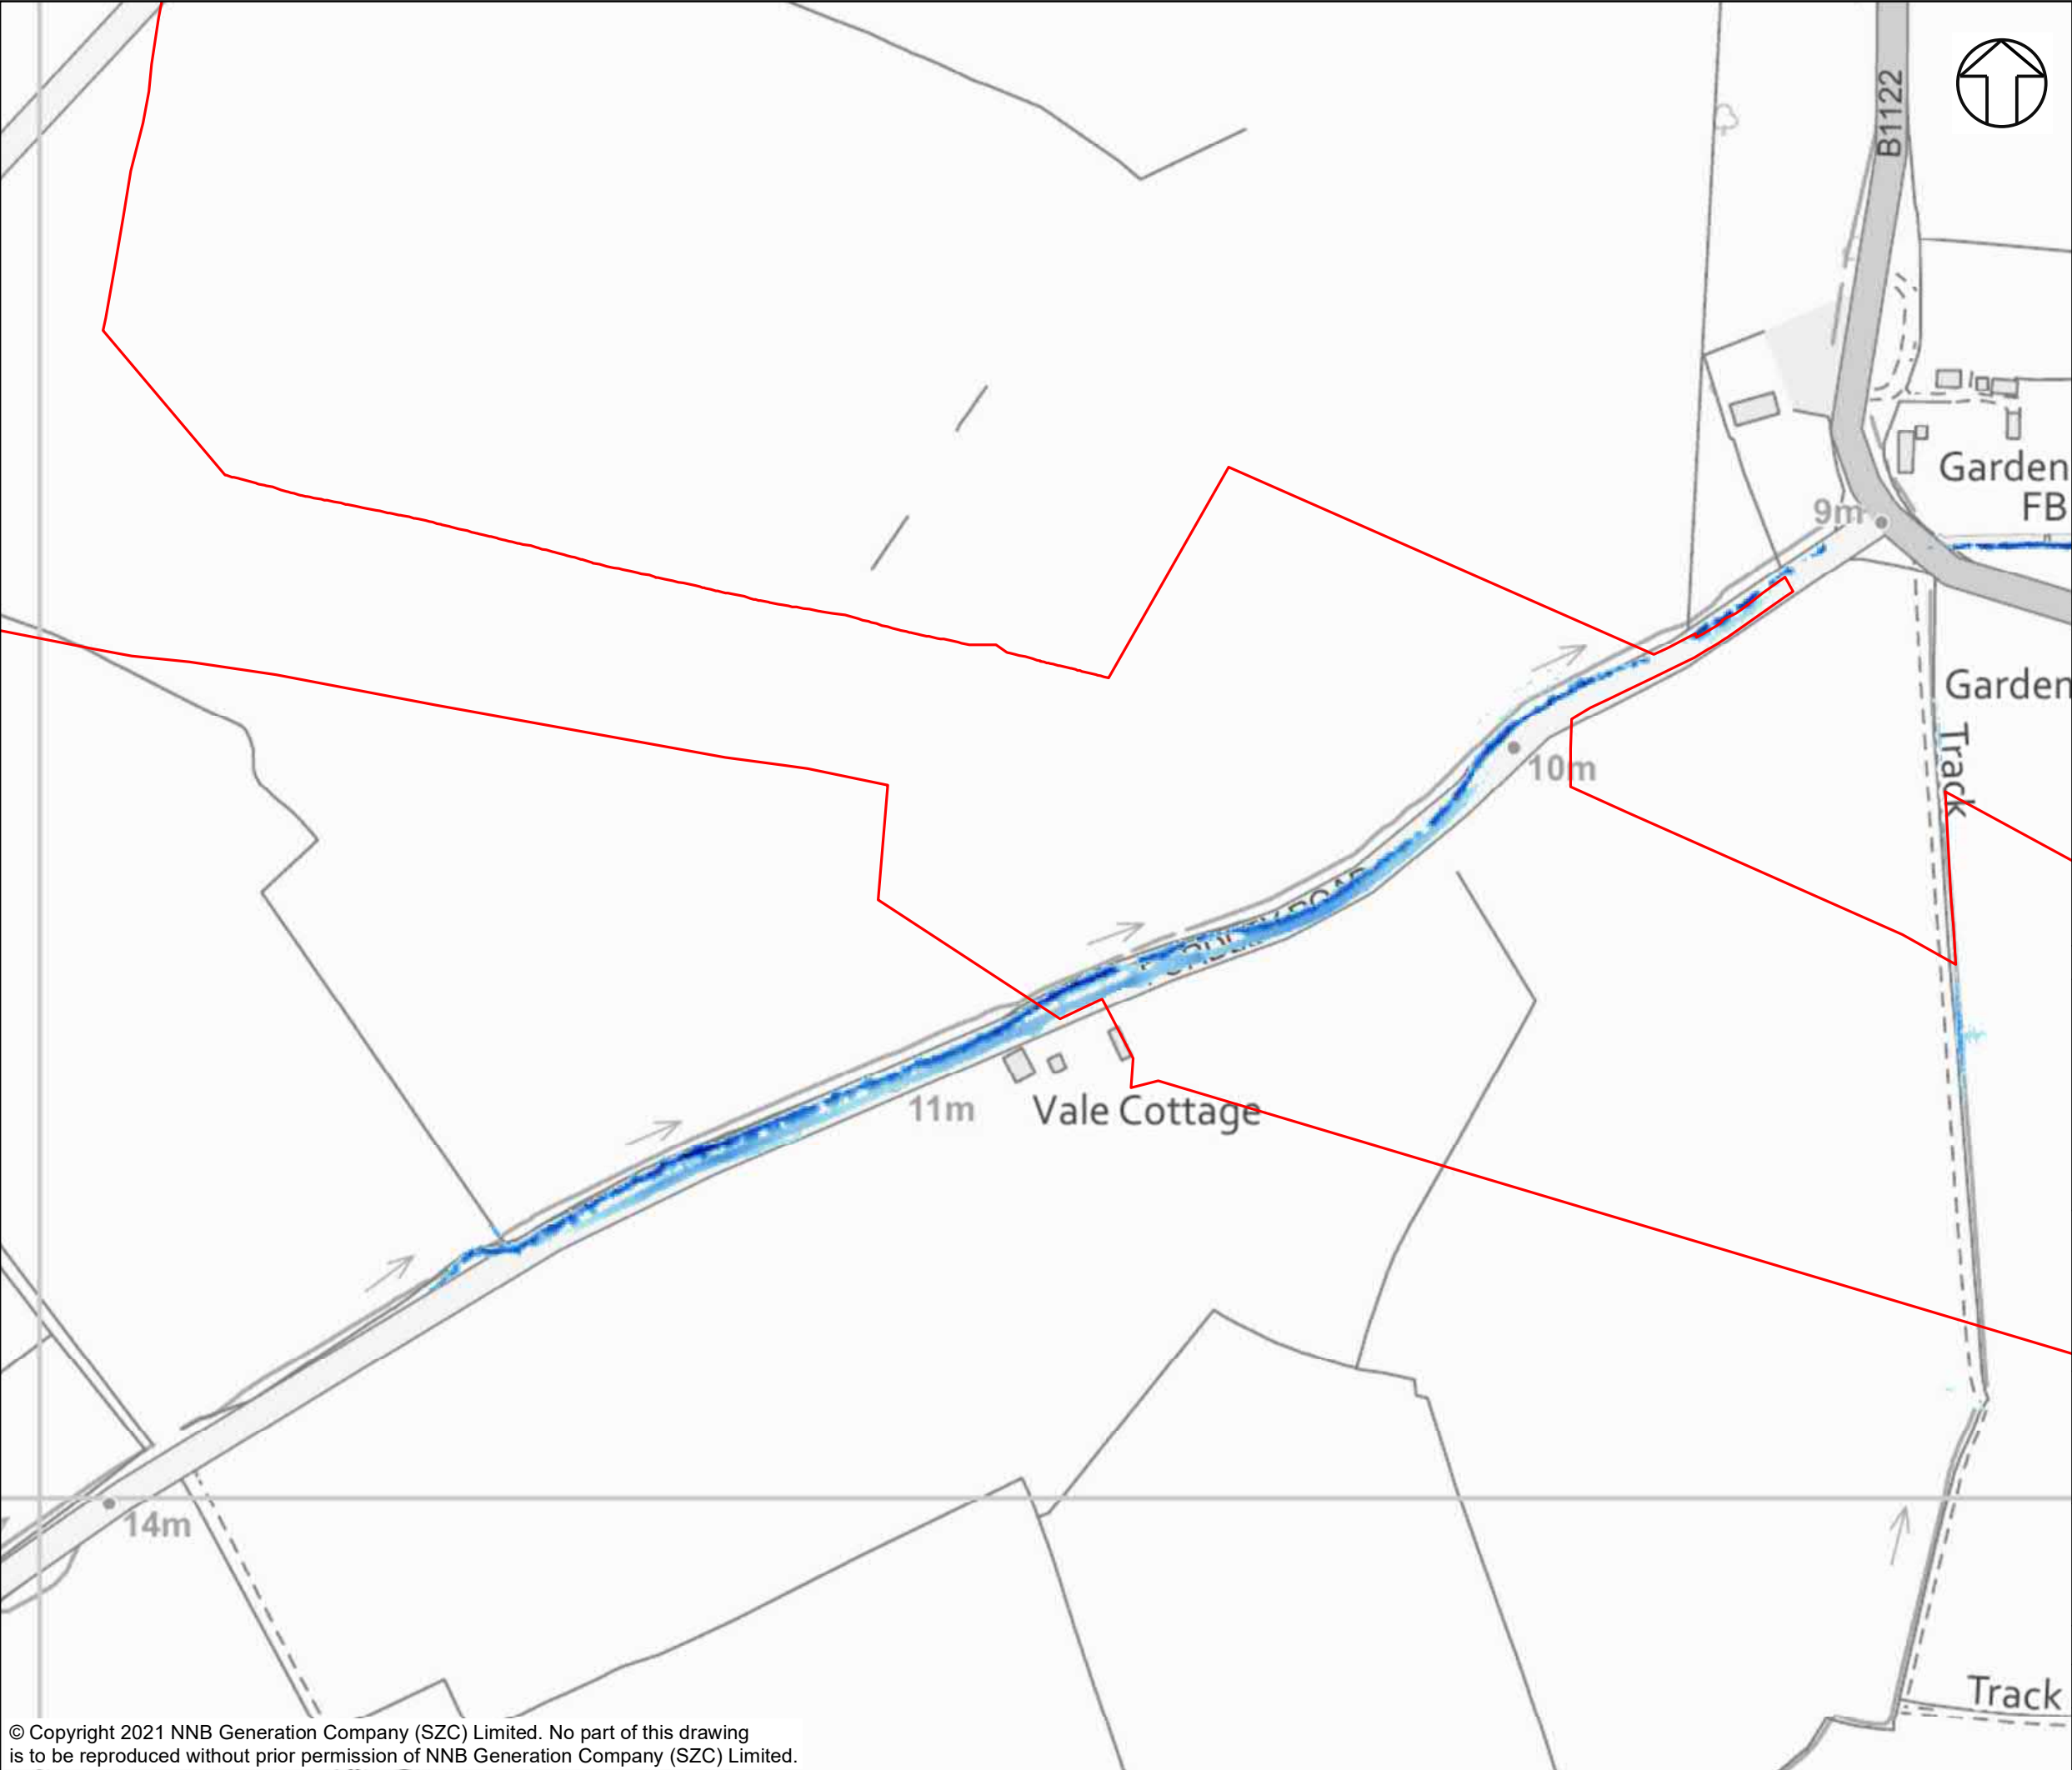 B1122
Garden
FB
9m
Garden
Track
10m
ROAD
11m
Vale Cottage
14m
Track
© Copyright 2021 NNB Generation Company (SZC) Limited. No part of this drawing
is to be reproduced without prior permission of NNB Generation Company (SZC) Limited.